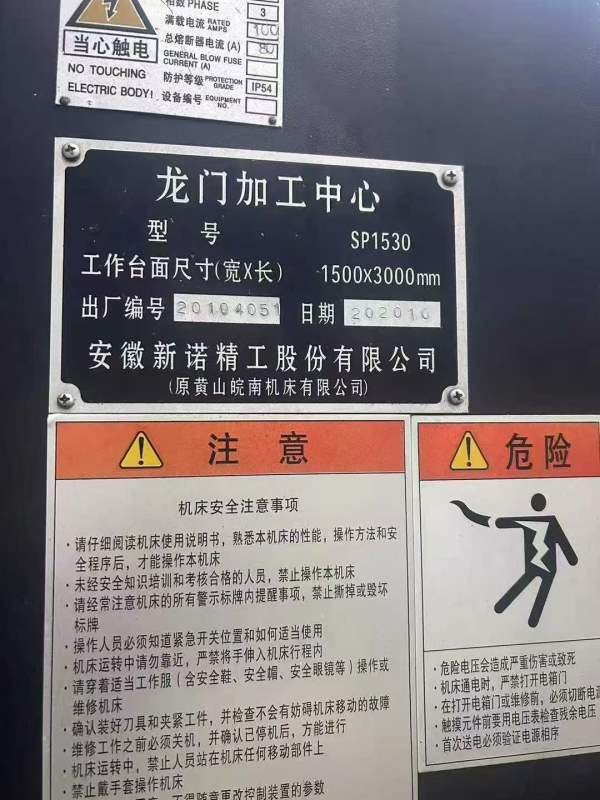 相数 PHASE 3
满载电流 RATED AMPS 100
总熔断器电流(A) 80
GENERAL BLOW FUSE CURRENT (A)
防护等级 PROTECTION GRADE IP54
设备编号 EQUIPMENT NO.
当心触电
NO TOUCHING
ELECTRIC BODY!
龙门加工中心
型号 SP1530
工作台面尺寸(宽X长) 1500X3000mm
出厂编号 20104051 日期 202010
安徽新诺精工股份有限公司
(原黄山皖南机床有限公司)
注意
机床安全注意事项
·请仔细阅读机床使用说明书，熟悉本机床的性能，操作方法和安
全程序后，才能操作本机床
·未经安全知识培训和考核合格的人员，禁止操作本机床
·请经常注意机床的所有警示标牌内提醒事项，禁止撕掉或毁坏
标牌
·操作人员必须知道紧急开关位置和如何适当使用
·机床运转中请勿靠近，严禁将手伸入机床行程内
·请穿着适当工作服（含安全鞋、安全帽、安全眼镜等）操作或
维修机床
·确认装好刀具和夹紧工件，并检查不会有妨碍机床移动的故障
·维修工作之前必须关机，并确认已停机后，方能进行
·机床运转中，禁止人员站在机床任何移动部件上
·禁止戴手套操作机床
不得随意更改控制装置的参数
危险
·危险电压会造成严重伤害或致死
·机床通电时，严禁打开电箱门
·在打开电箱门或维修前，必须切断电源
·触摸元件前要用电压表检查残余电压
·首次送电必须验证电源相序